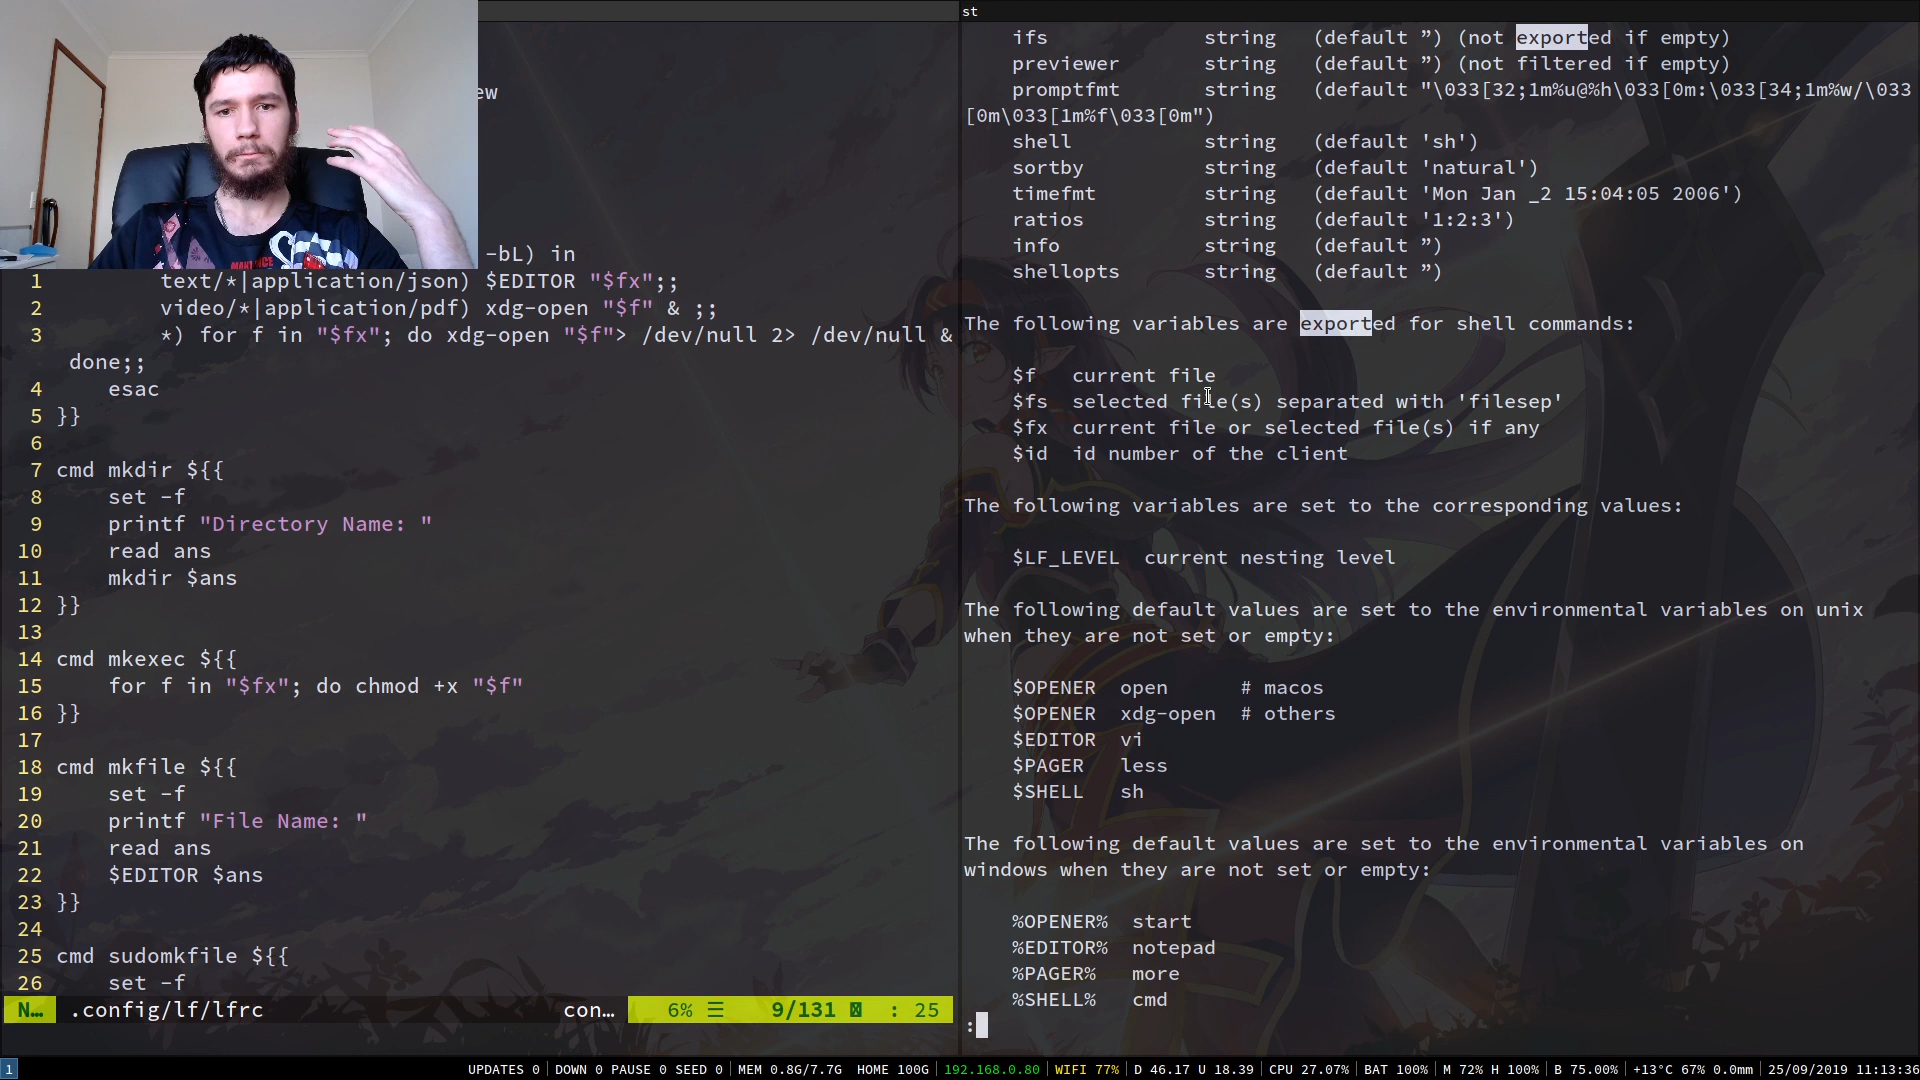 st
ew
-bL) in
1 text/*|application/json) $EDITOR "$fx";;
2 video/*|application/pdf) xdg-open "$f" & ;;
3 *) for f in "$fx"; do xdg-open "$f"> /dev/null 2> /dev/null &
done;;
4 esac
5 }}
6
7 cmd mkdir ${{
8 set -f
9 printf "Directory Name: "
10 read ans
11 mkdir $ans
12 }}
13
14 cmd mkexec ${{
15 for f in "$fx"; do chmod +x "$f"
16 }}
17
18 cmd mkfile ${{
19 set -f
20 printf "File Name: "
21 read ans
22 $EDITOR $ans
23 }}
24
25 cmd sudomkfile ${{
26 set -f
N… .config/lf/lfrc con… 6% ☰ 9/131 : 25
ifs string (default ”) (not exported if empty)
previewer string (default ”) (not filtered if empty)
promptfmt string (default "\033[32;1m%u@%h\033[0m:\033[34;1m%w/\033
[0m\033[1m%f\033[0m")
shell string (default 'sh')
sortby string (default 'natural')
timefmt string (default 'Mon Jan _2 15:04:05 2006')
ratios string (default '1:2:3')
info string (default ”)
shellopts string (default ”)
The following variables are exported for shell commands:
$f current file
$fs selected file(s) separated with 'filesep'
$fx current file or selected file(s) if any
$id id number of the client
The following variables are set to the corresponding values:
$LF_LEVEL current nesting level
The following default values are set to the environmental variables on unix
when they are not set or empty:
$OPENER open # macos
$OPENER xdg-open # others
$EDITOR vi
$PAGER less
$SHELL sh
The following default values are set to the environmental variables on
windows when they are not set or empty:
%OPENER% start
%EDITOR% notepad
%PAGER% more
%SHELL% cmd
:
1 UPDATES 0 DOWN 0 PAUSE 0 SEED 0 MEM 0.8G/7.7G HOME 100G 192.168.0.80 WIFI 77% D 46.17 U 18.39 CPU 27.07% BAT 100% M 72% H 100% B 75.00% +13°C 67% 0.0mm 25/09/2019 11:13:36